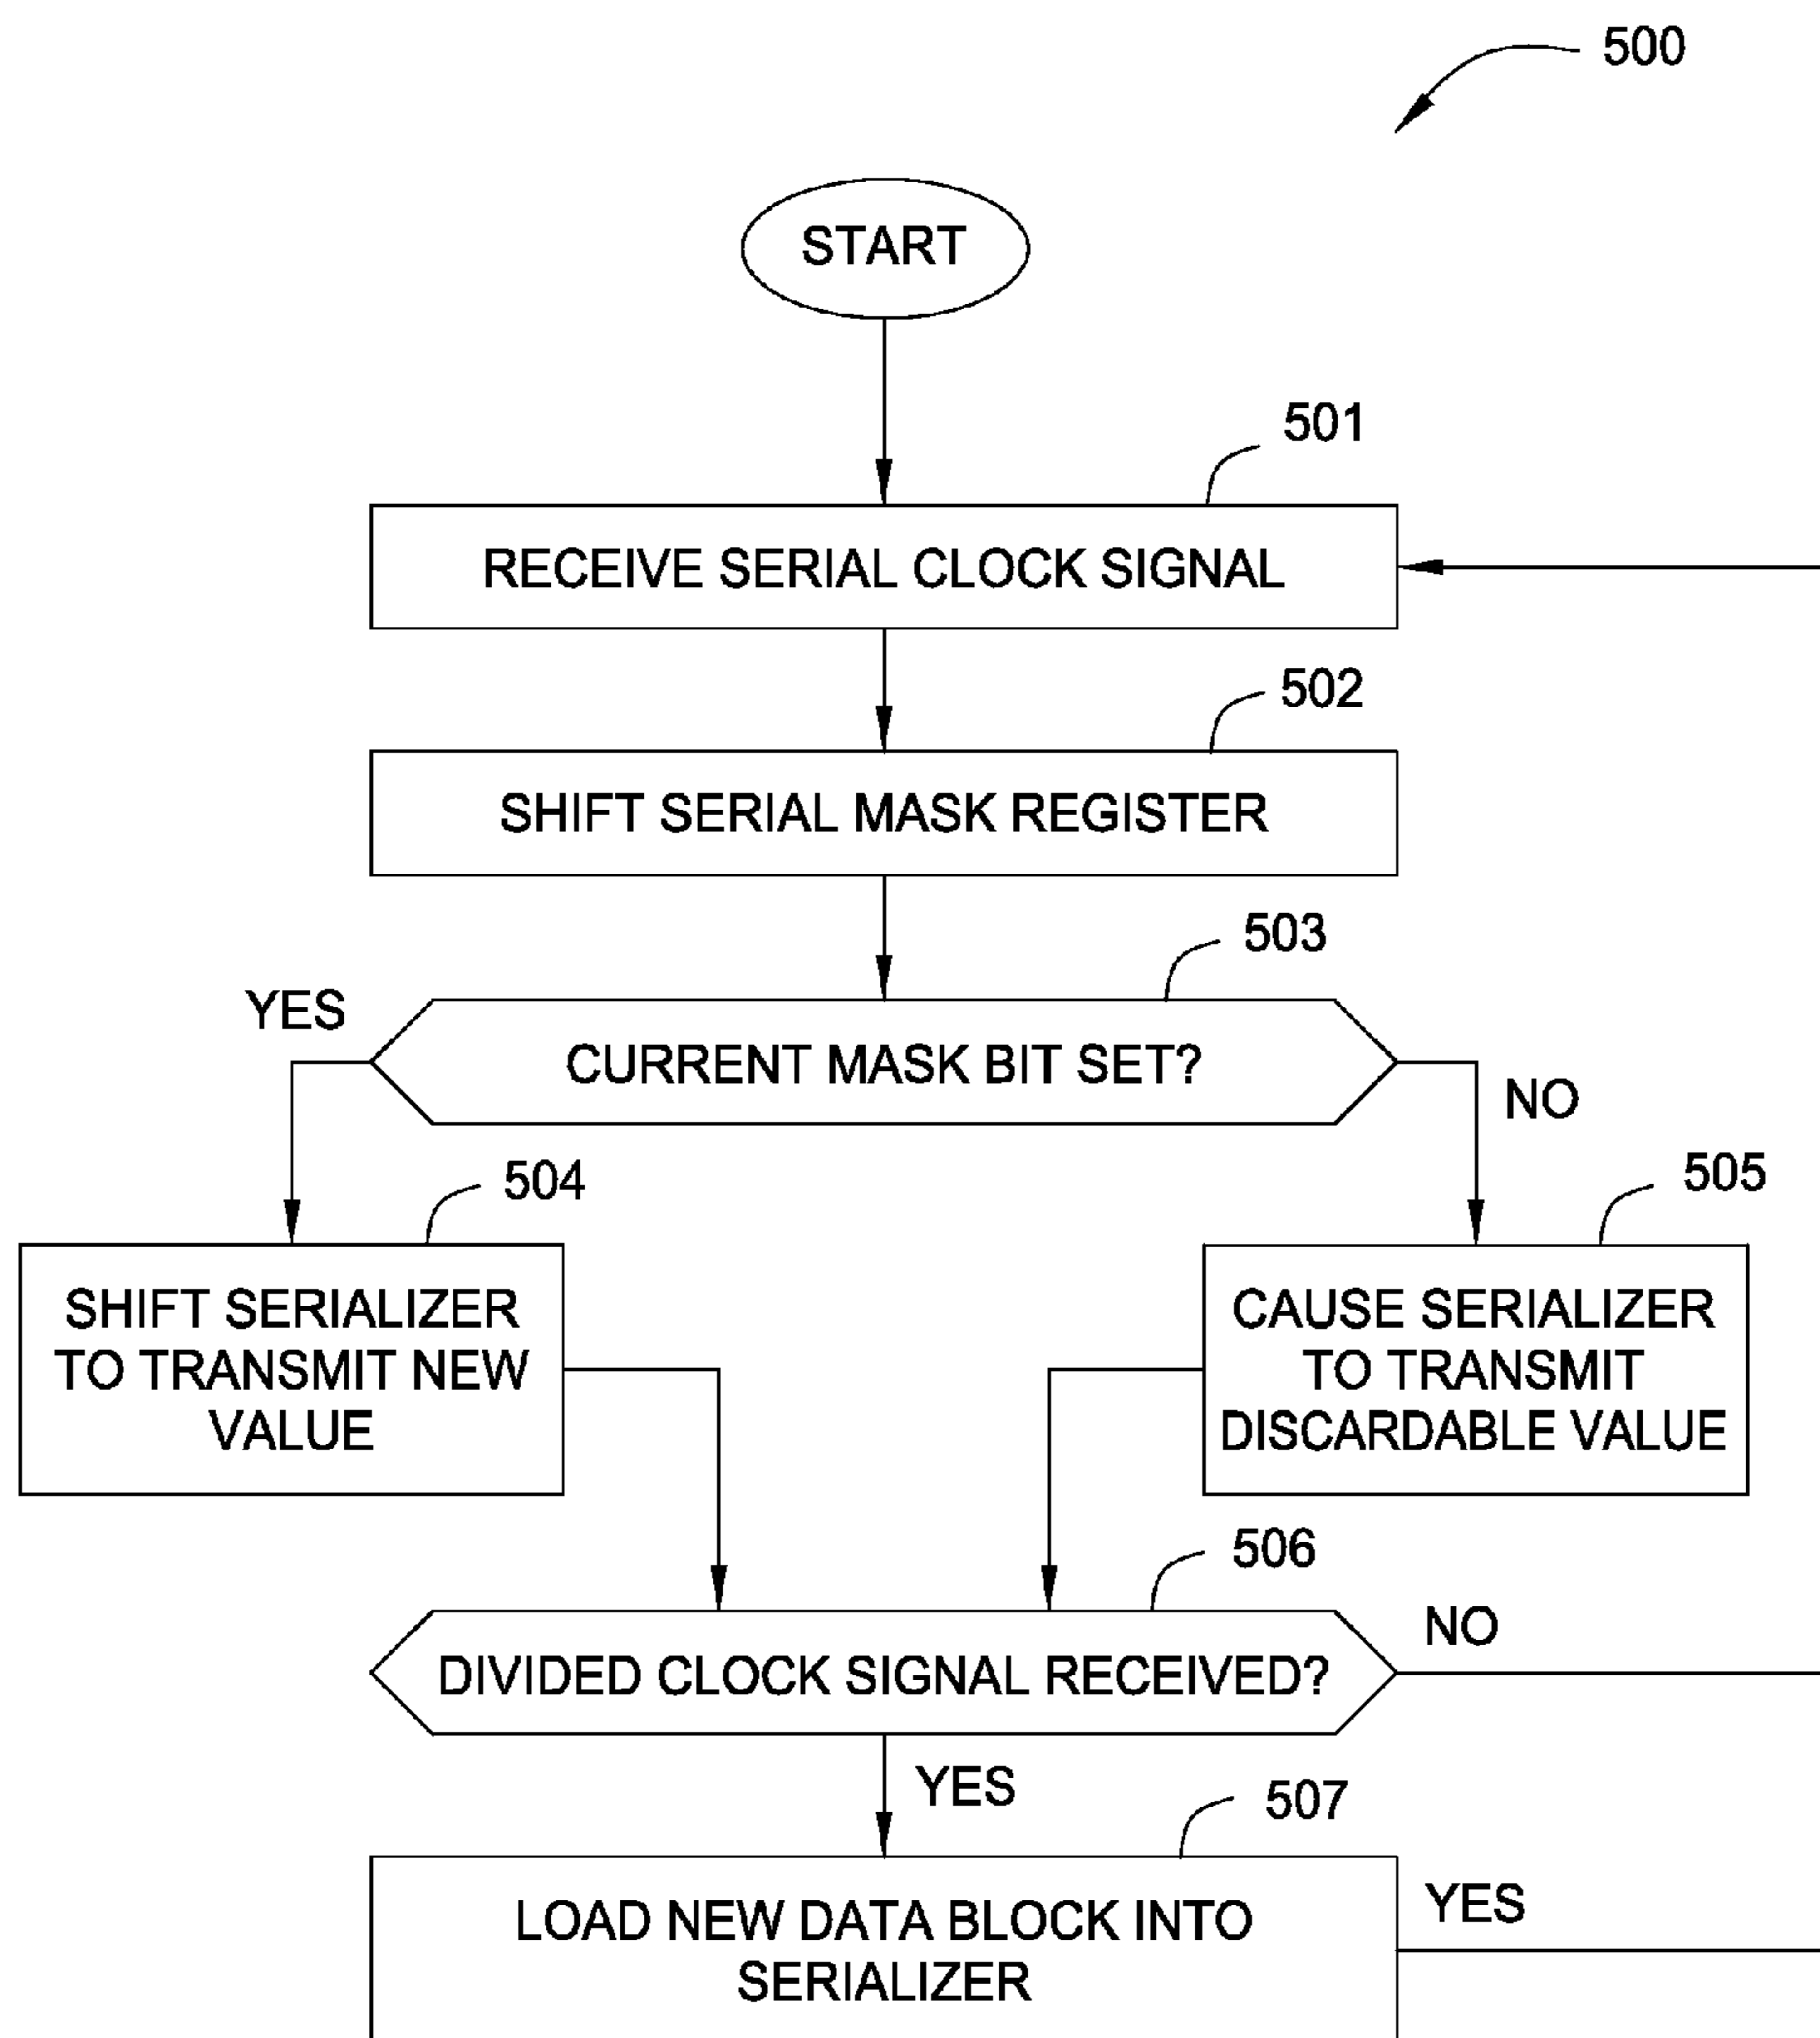 500
START
501
RECEIVE SERIAL CLOCK SIGNAL
502
SHIFT SERIAL MASK REGISTER
503
YES
CURRENT MASK BIT SET?
NO
504
505
SHIFT SERIALIZER
TO TRANSMIT NEW
VALUE
CAUSE SERIALIZER
TO TRANSMIT
DISCARDABLE VALUE
506
NO
DIVIDED CLOCK SIGNAL RECEIVED?
YES
507
YES
LOAD NEW DATA BLOCK INTO
SERIALIZER